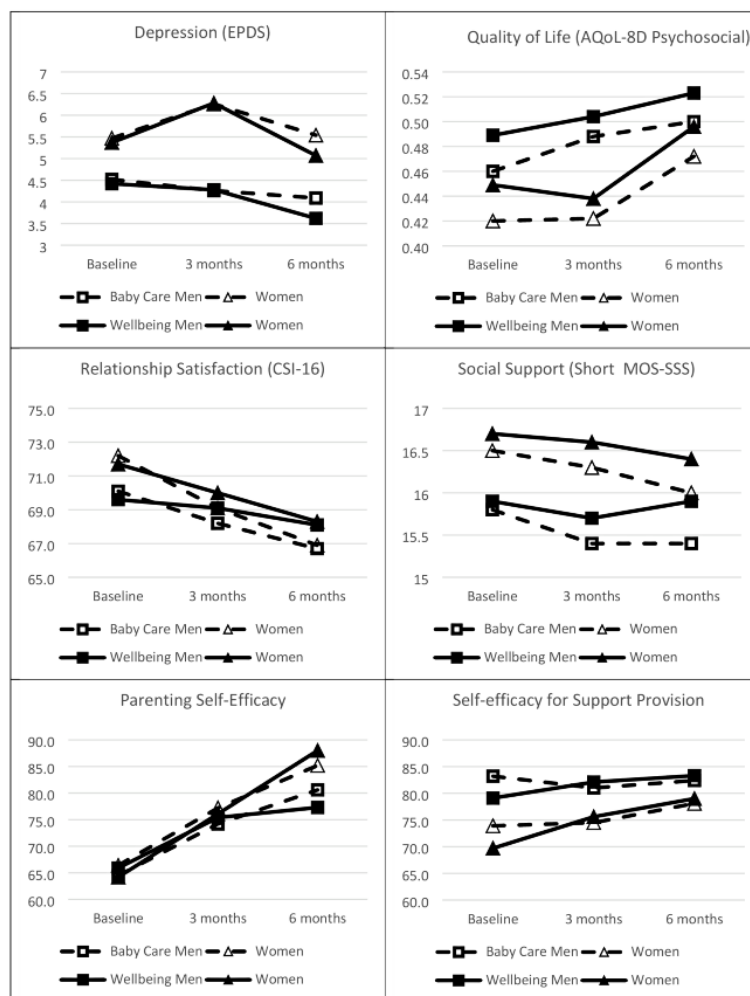 Depression (EPDS)
7
6.5
6
5.5
5
4.5
4
3.5
3
Baseline 3 months 6 months
Baby Care Men Women
Wellbeing Men Women
Quality of Life (AQoL-8D Psychosocial)
0.54
0.52
0.50
0.48
0.46
0.44
0.42
0.40
Baseline 3 months 6 months
Baby Care Men Women
Wellbeing Men Women
Relationship Satisfaction (CSI-16)
75.0
73.0
71.0
69.0
67.0
65.0
Baseline 3 months 6 months
Baby Care Men Women
Wellbeing Men Women
Social Support (Short MOS-SSS)
17
16.5
16
15.5
15
Baseline 3 months 6 months
Baby Care Men Women
Wellbeing Men Women
Parenting Self-Efficacy
90.0
85.0
80.0
75.0
70.0
65.0
60.0
Baseline 3 months 6 months
Baby Care Men Women
Wellbeing Men Women
Self-efficacy for Support Provision
90.0
85.0
80.0
75.0
70.0
65.0
60.0
Baseline 3 months 6 months
Baby Care Men Women
Wellbeing Men Women